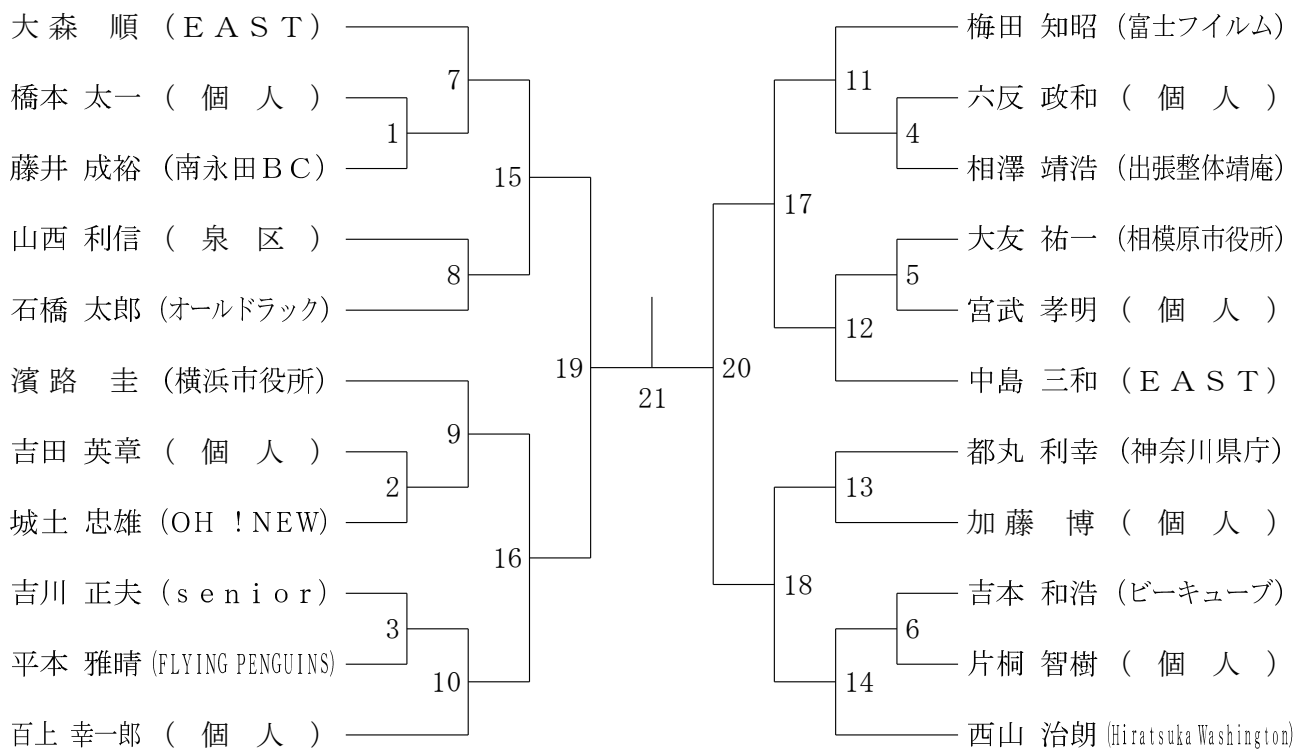 大森　順 (ＥＡＳＴ)
橋本 太一 (個人)
藤井 成裕 (南永田ＢＣ)
山西 利信 (泉区)
石橋 太郎 (オールドラック)
濱路　圭 (横浜市役所)
吉田 英章 (個人)
城土 忠雄 (OH！NEW)
吉川 正夫 (ｓｅｎｉｏｒ)
平本 雅晴 (FLYING PENGUINS)
百上 幸一郎 (個人)
1
2
3
7
8
9
10
15
16
19
21
20
17
18
11
12
13
14
4
5
6
梅田 知昭 (富士フイルム)
六反 政和 (個人)
相澤 靖浩 (出張整体靖庵)
大友 祐一 (相模原市役所)
宮武 孝明 (個人)
中島 三和 (ＥＡＳＴ)
都丸 利幸 (神奈川県庁)
加藤　博 (個人)
吉本 和浩 (ビーキューブ)
片桐 智樹 (個人)
西山 治朗 (Hiratsuka Washington)